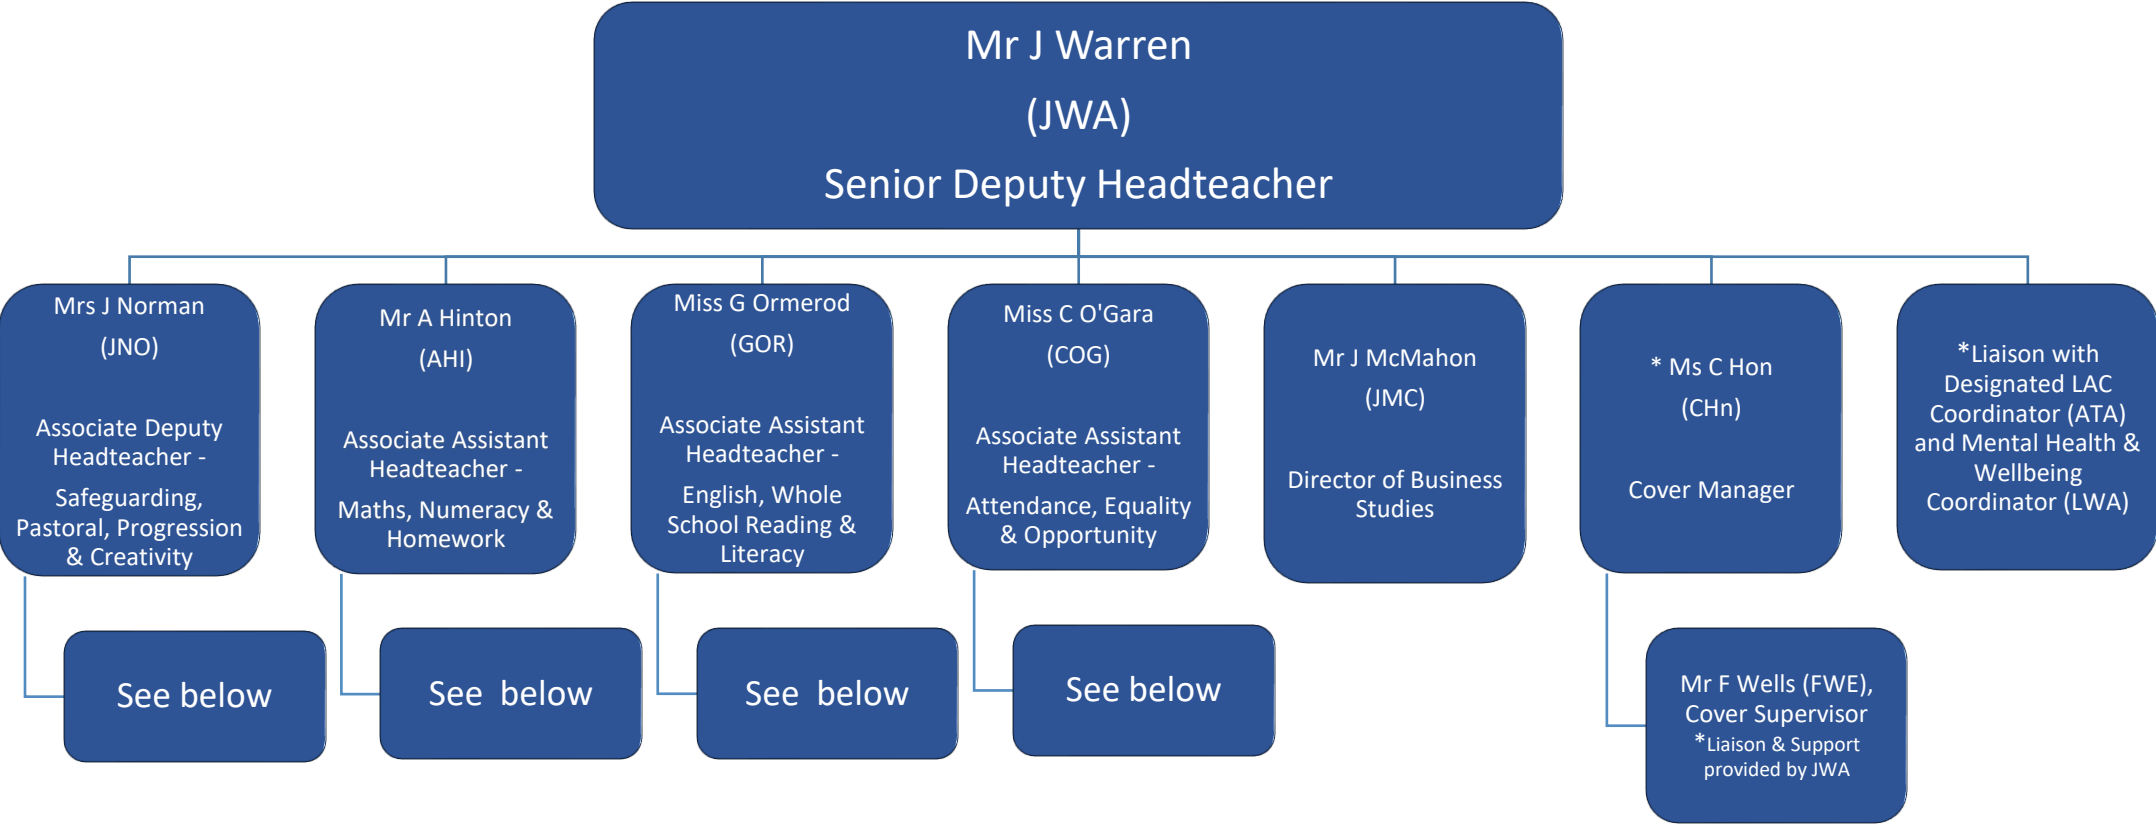 Mr J Warren
(JWA)
Senior Deputy Headteacher
Mrs J Norman
(JNO)
Associate Deputy
Headteacher -
Safeguarding,
Pastoral, Progression
& Creativity
Mr A Hinton
(AHI)
Associate Assistant
Headteacher -
Maths, Numeracy &
Homework
Miss G Ormerod
(GOR)
Associate Assistant
Headteacher -
English, Whole
School Reading &
Literacy
Miss C O'Gara
(COG)
Associate Assistant
Headteacher -
Attendance, Equality
& Opportunity
Mr J McMahon
(JMC)
Director of Business
Studies
* Ms C Hon
(CHn)
Cover Manager
*Liaison with
Designated LAC
Coordinator (ATA)
and Mental Health &
Wellbeing
Coordinator (LWA)
See below
See  below
See  below
See below
Mr F Wells (FWE),
Cover Supervisor
*Liaison & Support
provided by JWA